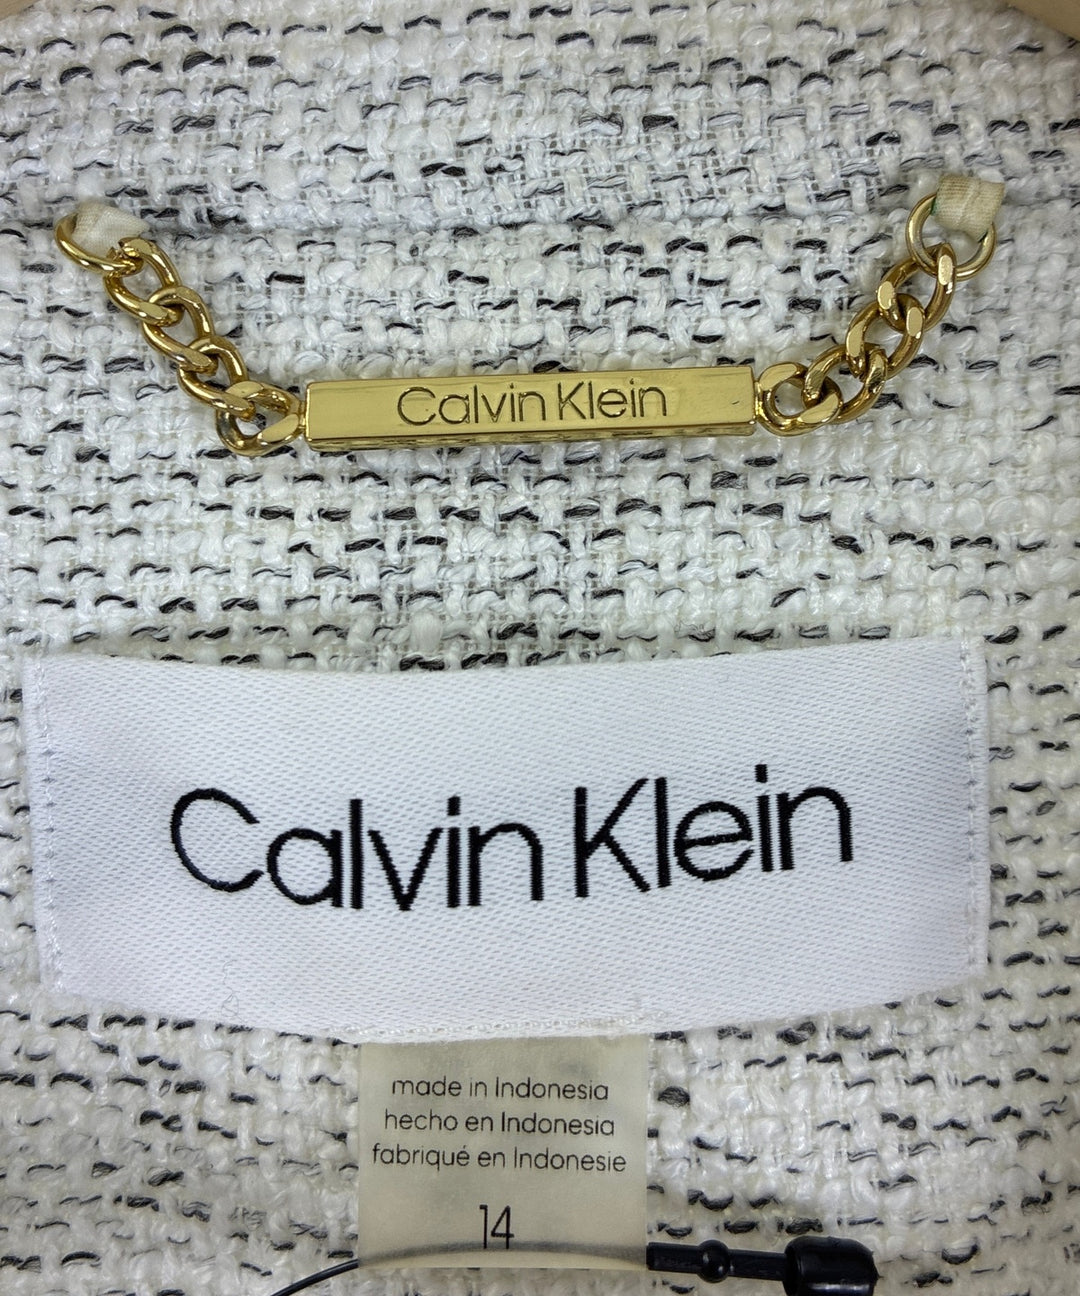 Calvin Klein
Calvin Klein
made in Indonesia
hecho en Indonesia
fabriqué en Indonesie
14